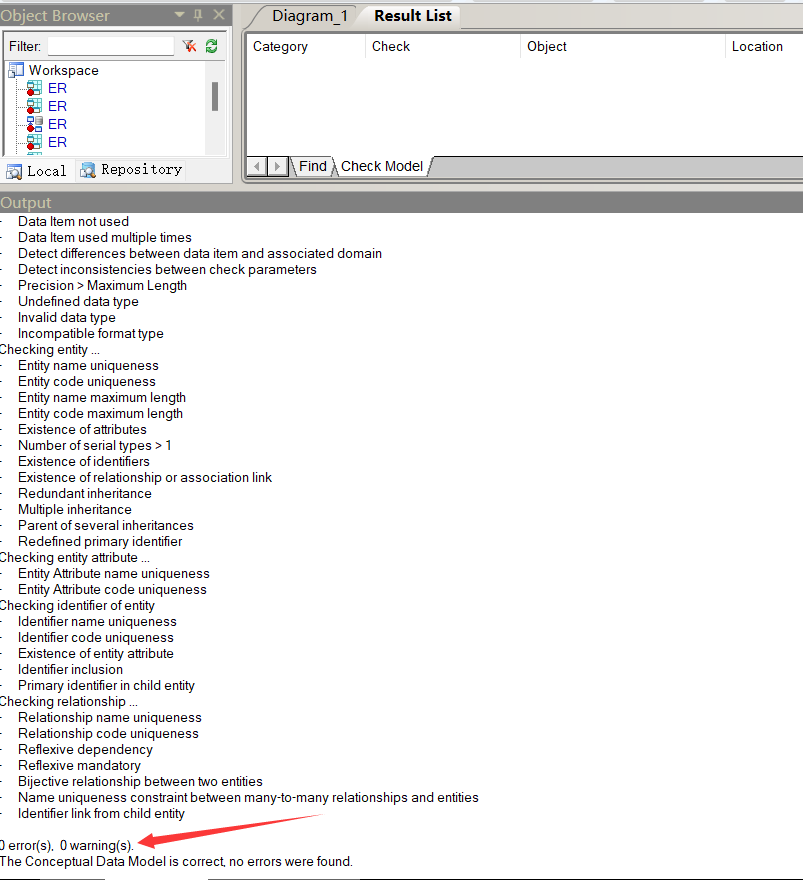 Object Browser
Diagram_1 Result List
Filter:
Category Check Object Location
Workspace
ER
ER
ER
ER
Local Repository
Find Check Model
Output
- Data Item not used
- Data Item used multiple times
- Detect differences between data item and associated domain
- Detect inconsistencies between check parameters
- Precision > Maximum Length
- Undefined data type
- Invalid data type
- Incompatible format type
Checking entity ...
- Entity name uniqueness
- Entity code uniqueness
- Entity name maximum length
- Entity code maximum length
- Existence of attributes
- Number of serial types > 1
- Existence of identifiers
- Existence of relationship or association link
- Redundant inheritance
- Multiple inheritance
- Parent of several inheritances
- Redefined primary identifier
Checking entity attribute ...
- Entity Attribute name uniqueness
- Entity Attribute code uniqueness
Checking identifier of entity
- Identifier name uniqueness
- Identifier code uniqueness
- Existence of entity attribute
- Identifier inclusion
- Primary identifier in child entity
Checking relationship ...
- Relationship name uniqueness
- Relationship code uniqueness
- Reflexive dependency
- Reflexive mandatory
- Bijective relationship between two entities
- Name uniqueness constraint between many-to-many relationships and entities
- Identifier link from child entity
0 error(s), 0 warning(s).
The Conceptual Data Model is correct, no errors were found.